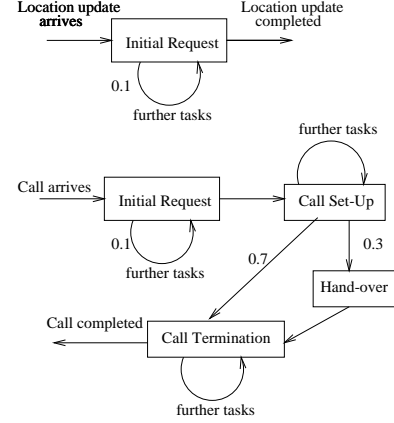 Location update
arrives
Location update
completed
Initial Request
0.1
further tasks
further tasks
Call arrives
Initial Request
Call Set-Up
0.1
further tasks
0.7
0.3
Hand-over
Call completed
Call Termination
further tasks